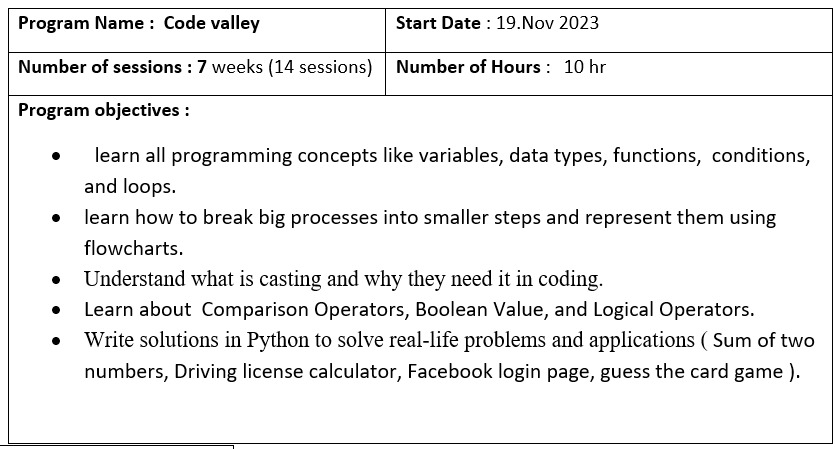 Program Name : Code valley
Start Date : 19.Nov 2023
Number of sessions : 7 weeks (14 sessions)
Number of Hours : 10 hr
Program objectives :
• learn all programming concepts like variables, data types, functions, conditions,
and loops.
• learn how to break big processes into smaller steps and represent them using
flowcharts.
• Understand what is casting and why they need it in coding.
• Learn about Comparison Operators, Boolean Value, and Logical Operators.
• Write solutions in Python to solve real-life problems and applications ( Sum of two
numbers, Driving license calculator, Facebook login page, guess the card game ).